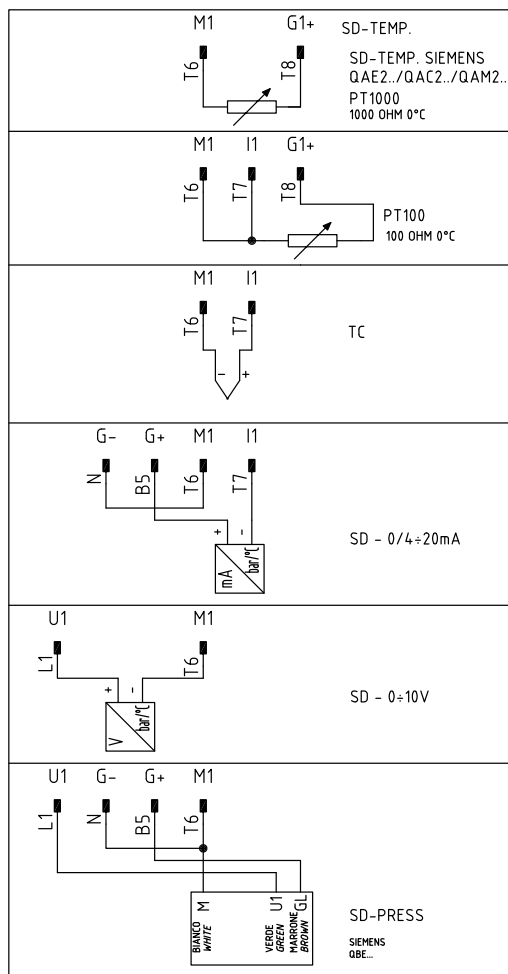 M1 G1+ SD-TEMP.
T6 T8 SD-TEMP. SIEMENS
QAE2../QAC2../QAM2..
PT1000
1000 OHM 0°C
M1 I1 G1+
T6 T7 T8
PT100
100 OHM 0°C
M1 I1
T6 T7 TC
- +
G- G+ M1 I1
N B5 T6 T7
+ -
mA bar/°C
SD - 0/4÷20mA
U1 M1
L1 T6
+ -
V bar/°C
SD - 0÷10V
U1 G- G+ M1
L1 N B5 T6
M U1 GL
BIANCO VERDE MARRONE
WHITE GREEN BROWN
SD-PRESS
SIEMENS
QBE...